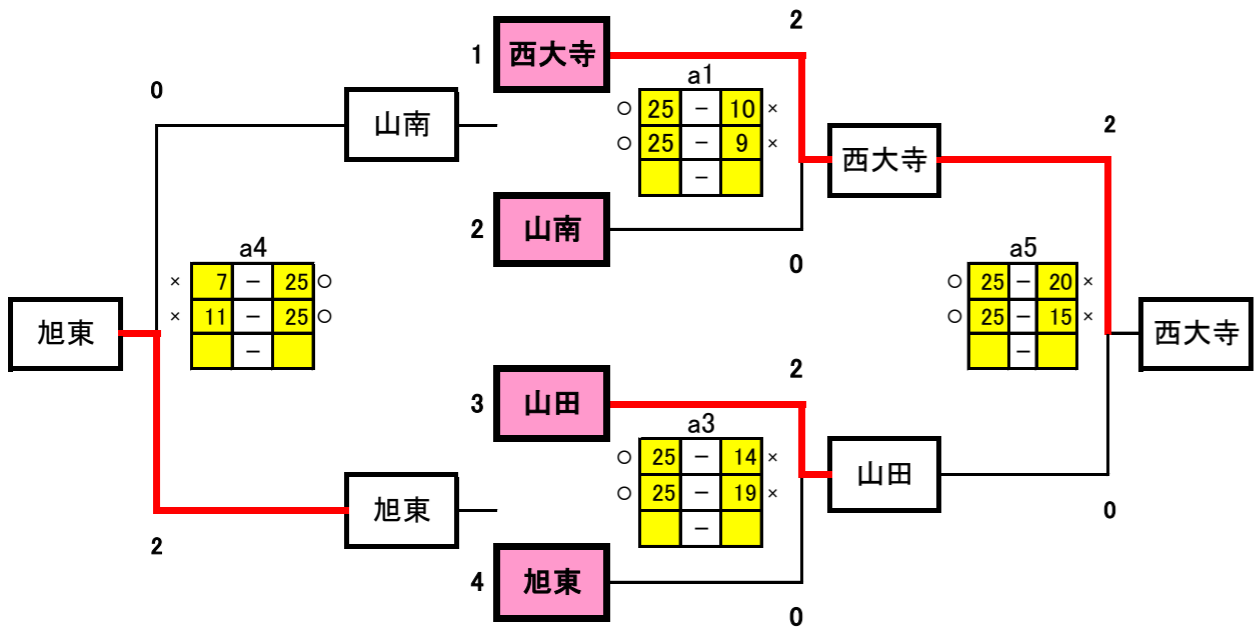 2
1 西大寺
a1
0
○ 25 － 10 ×
山南
2
○ 25 － 9 ×
西大寺
－
2 山南
a4
0
a5
× 7 － 25 ○
○ 25 － 20 ×
旭東
× 11 － 25 ○
○ 25 － 15 ×
西大寺
－
－
2
3 山田
a3
○ 25 － 14 ×
山田
旭東
○ 25 － 19 ×
0
－
2
4 旭東
0